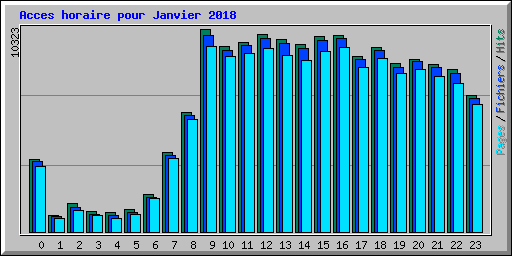 Acces horaire pour Janvier 2018
10323
Pages/Fichiers/Hits
0 1 2 3 4 5 6 7 8 9 10 11 12 13 14 15 16 17 18 19 20 21 22 23